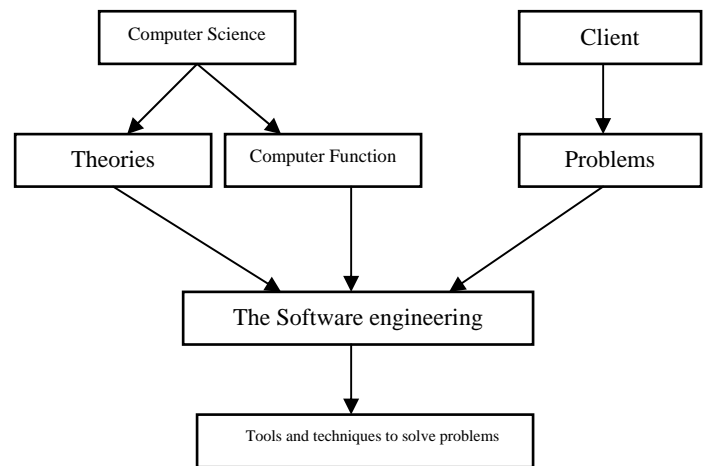 Computer Science
Client
Theories
Computer Function
Problems
The Software engineering
Tools and techniques to solve problems